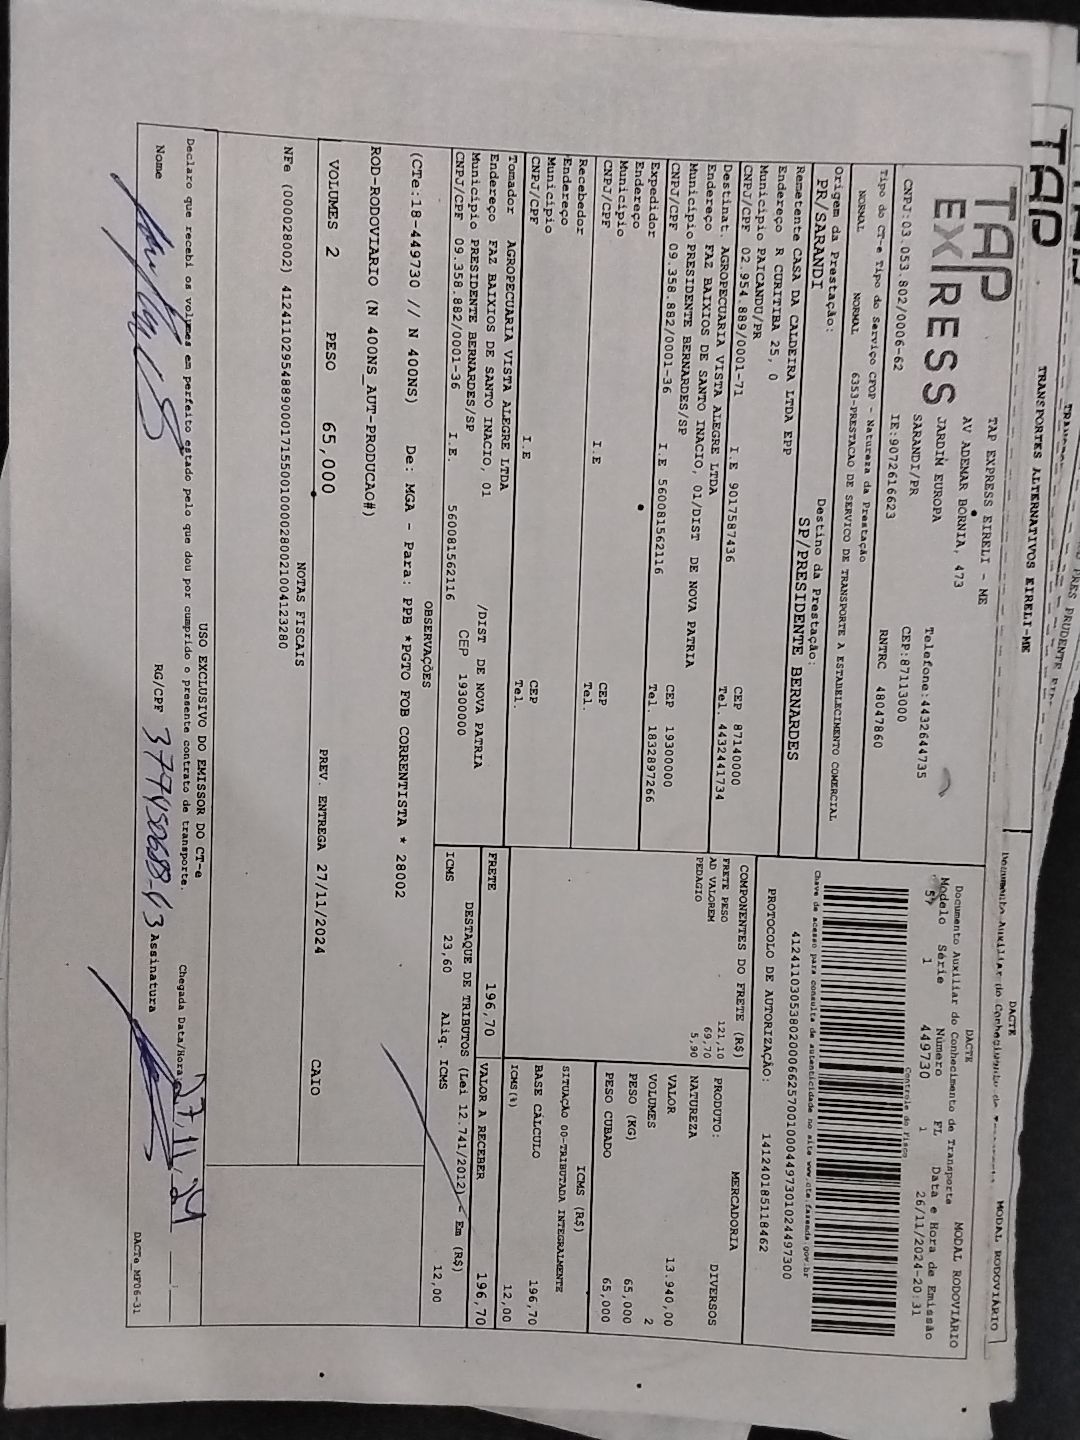 TAP
TRANSPORTES ALTERNATIVOS EIRELI-ME
DACTE
MODAL RODOVIÁRIO
TAP EXPRESS
TAP EXPRESS EIRELI - ME
AV ADEMAR BORNIA, 473
JARDIM EUROPA
SARANDI/PR
Telefone:4432644735
CEP:87113000
CNPJ:03.053.802/0006-62
IE:9072616623
RNTRC 48047860
DACTE
MODAL RODOVIÁRIO
Documento Auxiliar do Conhecimento de Transporte
Modelo Série Número FL Data e Hora de Emissão
57 1 449730 1 26/11/2024-20:31
Controle do Fisco
Chave de acesso para consulta de autenticidade no site www.cte.fazenda.gov.br
41241103053802000662570010004497301024497300
PROTOCOLO DE AUTORIZAÇÃO: 141240185118462
Tipo do CT-e Tipo do Serviço CFOP - Natureza da Prestação
NORMAL NORMAL 6353-PRESTACAO DE SERVICO DE TRANSPORTE A ESTABELECIMENTO COMERCIAL
Origem da Prestação: Destino da Prestação:
PR/SARANDI SP/PRESIDENTE BERNARDES
Remetente CASA DA CALDEIRA LTDA EPP
Endereço R CURITIBA 25, 0
Município PAICANDU/PR CEP 87140000
CNPJ/CPF 02.954.889/0001-71 I.E 9017587436 Tel. 4432441734
Destinat. AGROPECUARIA VISTA ALEGRE LTDA
Endereço FAZ BAIXIOS DE SANTO INACIO, 01/DIST DE NOVA PATRIA
Município PRESIDENTE BERNARDES/SP CEP 19300000
CNPJ/CPF 09.358.882/0001-36 I.E 560081562116 Tel. 1832897266
Expedidor
Endereço
Município CEP
CNPJ/CPF I.E Tel.
Recebedor
Endereço
Município CEP
CNPJ/CPF I.E Tel.
Tomador AGROPECUARIA VISTA ALEGRE LTDA
Endereço FAZ BAIXIOS DE SANTO INACIO, 01 /DIST DE NOVA PATRIA
Município PRESIDENTE BERNARDES/SP CEP 19300000
CNPJ/CPF 09.358.882/0001-36 I.E. 560081562116
COMPONENTES DO FRETE (R$)
FRETE PESO 121,10
AD VALOREM 69,70
PEDAGIO 5,90
MERCADORIA
PRODUTO: DIVERSOS
NATUREZA
VALOR 13.940,00
VOLUMES 2
PESO (KG) 65,000
PESO CUBADO 65,000
ICMS (R$)
SITUAÇÃO 00-TRIBUTADA INTEGRALMENTE
BASE CÁLCULO 196,70
ICMS(%) 12,00
FRETE 196,70 VALOR A RECEBER 196,70
DESTAQUE DE TRIBUTOS (Lei 12.741/2012) - Em (R$)
ICMS 23,60 Aliq. ICMS 12,00
OBSERVAÇÕES
(CTe:18-449730 // N 400NS) De: MGA - Para: PPB *PGTO FOB CORRENTISTA * 28002
ROD-RODOVIARIO (N 400NS_AUT-PRODUCAO#)
VOLUMES 2 PESO 65,000 PREV. ENTREGA 27/11/2024 CAIO
NOTAS FISCAIS
NFe (000028002) 41241102954889000171550010000280021004123280
USO EXCLUSIVO DO EMISSOR DO CT-e
Declaro que recebi os volumes em perfeito estado pelo que dou por cumprido o presente contrato de transporte. Chegada Data/Hora 27/11/24
Nome RG/CPF 377450688-43 Assinatura
DACTe_MF06-31